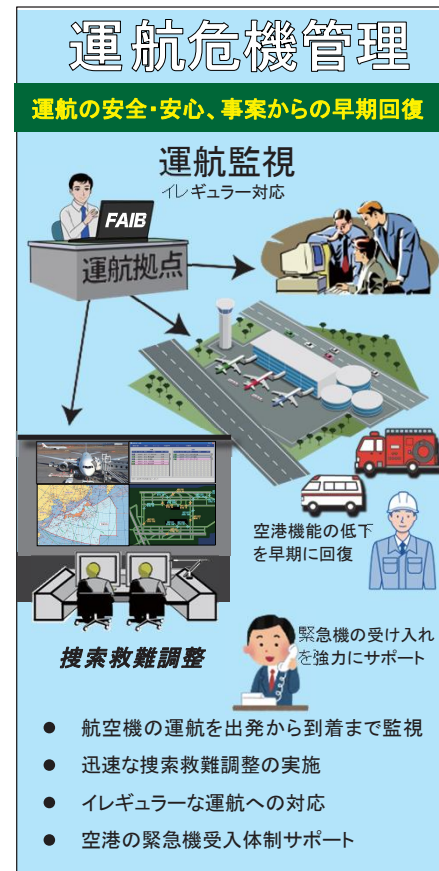 運航危機管理
運航の安全・安心、事案からの早期回復
運航監視
イレギュラー対応
FAIB
運航拠点
空港機能の低下
を早期に回復
緊急機の受け入れ
を強力にサポート
捜索救難調整
● 航空機の運航を出発から到着まで監視
● 迅速な捜索救難調整の実施
● イレギュラーな運航への対応
● 空港の緊急機受入体制サポート